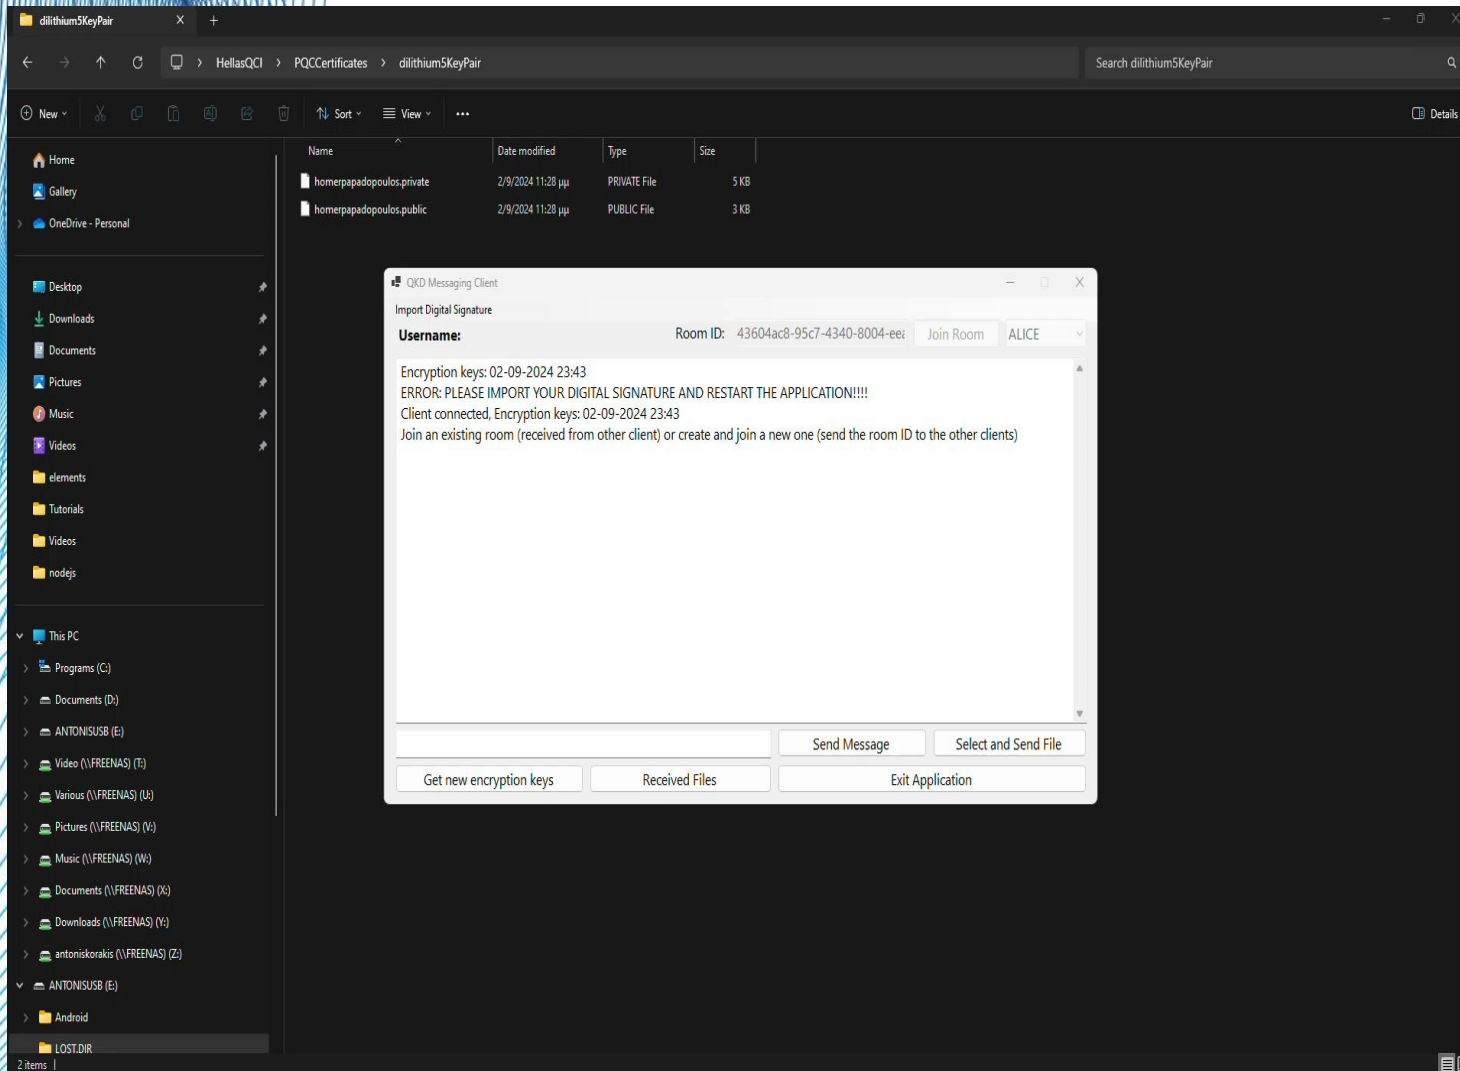 dilithium5KeyPair
HellasQCI > PQCCertificates > dilithium5KeyPair
Search dilithium5KeyPair
New
Sort
View
Details
Name Date modified Type Size
homerpapadopoulos.private 2/9/2024 11:28 μμ PRIVATE File 5 KB
homerpapadopoulos.public 2/9/2024 11:28 μμ PUBLIC File 3 KB
Home
Gallery
OneDrive - Personal
Desktop
Downloads
Documents
Pictures
Music
Videos
elements
Tutorials
Videos
nodejs
This PC
Programs (C:)
Documents (D:)
ANTONISUSB (E:)
Video (\\FREENAS) (T:)
Various (\\FREENAS) (U:)
Pictures (\\FREENAS) (V:)
Music (\\FREENAS) (W:)
Documents (\\FREENAS) (X:)
Downloads (\\FREENAS) (Y:)
antoniskorakis (\\FREENAS) (Z:)
ANTONISUSB (E:)
Android
LOST.DIR
2 items
QKD Messaging Client
Import Digital Signature
Username:
Room ID: 43604ac8-95c7-4340-8004-eea
Join Room
ALICE
Encryption keys: 02-09-2024 23:43
ERROR: PLEASE IMPORT YOUR DIGITAL SIGNATURE AND RESTART THE APPLICATION!!!!
Client connected, Encryption keys: 02-09-2024 23:43
Join an existing room (received from other client) or create and join a new one (send the room ID to the other clients)
Send Message
Select and Send File
Get new encryption keys
Received Files
Exit Application